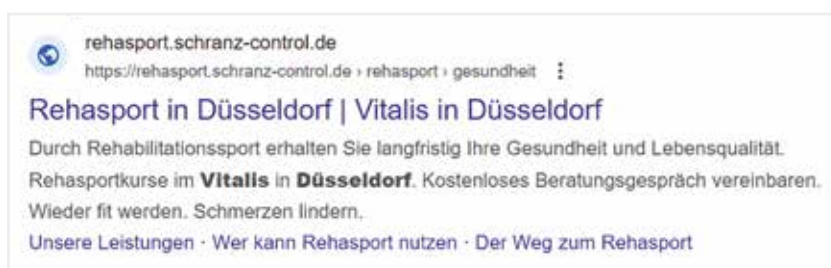 rehasport.schranz-control.de
https://rehasport.schranz-control.de › rehasport › gesundheit
Rehasport in Düsseldorf | Vitalis in Düsseldorf
Durch Rehabilitationssport erhalten Sie langfristig Ihre Gesundheit und Lebensqualität.
Rehasportkurse im Vitalis in Düsseldorf. Kostenloses Beratungsgespräch vereinbaren.
Wieder fit werden. Schmerzen lindern.
Unsere Leistungen · Wer kann Rehasport nutzen · Der Weg zum Rehasport